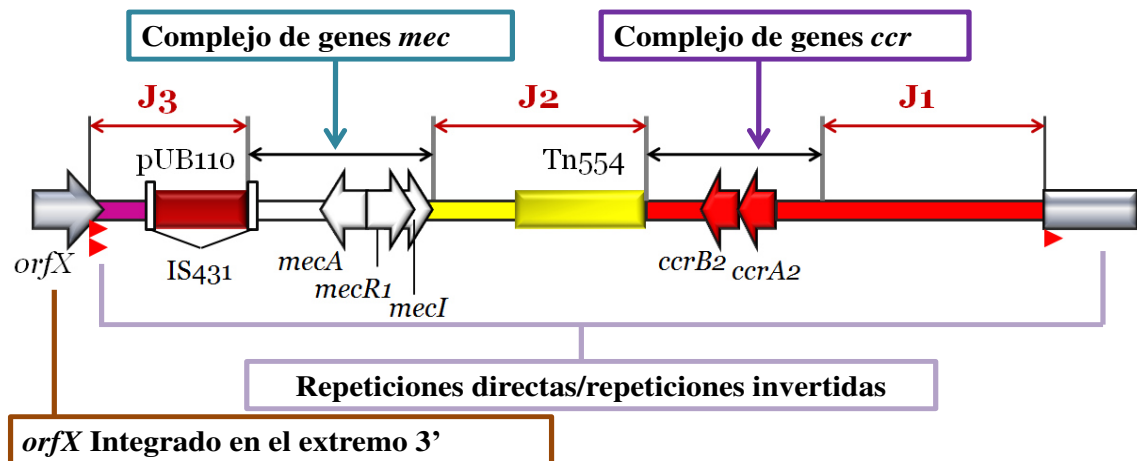 Complejo de genes mec
Complejo de genes ccr
J3
J2
J1
pUB110
Tn554
orfX
IS431
mecA
mecR1
mecI
ccrB2
ccrA2
Repeticiones directas/repeticiones invertidas
orfX Integrado en el extremo 3’